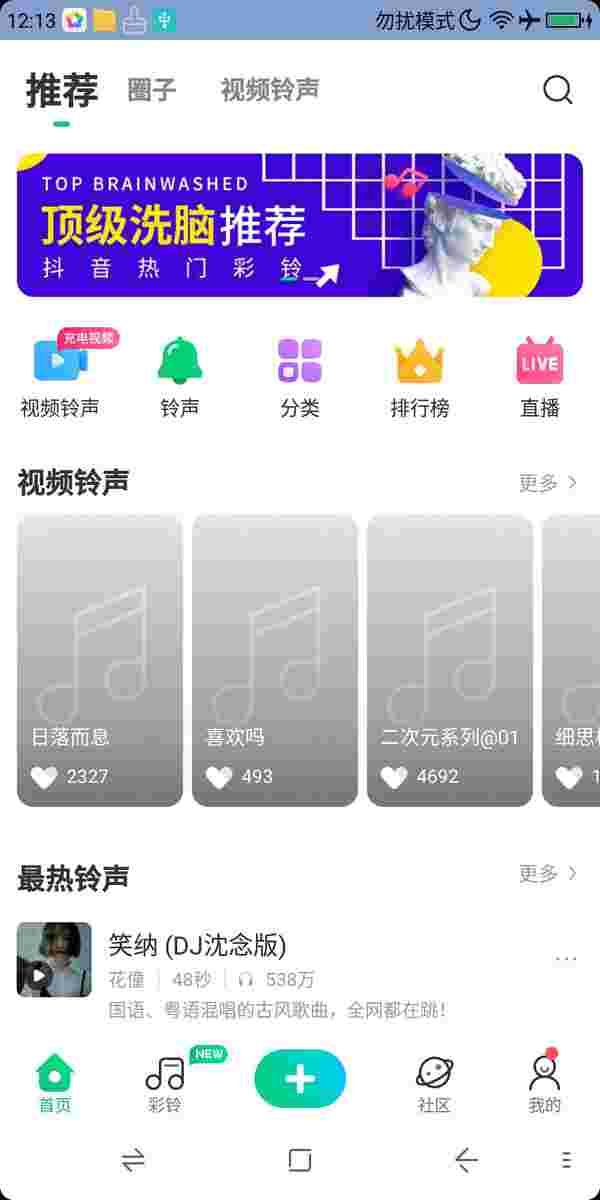 12:13
勿扰模式
推荐 圈子 视频铃声
TOP BRAINWASHED
顶级洗脑推荐
抖音热门彩铃
充电视频
LIVE
视频铃声 铃声 分类 排行榜 直播
视频铃声 更多
日落而息 喜欢吗 二次元系列@01
2327 493 4692
最热铃声 更多
笑纳 (DJ沈念版)
花僮 48秒 538万
国语、粤语混唱的古风歌曲，全网都在跳！
NEW
首页 彩铃 社区 我的